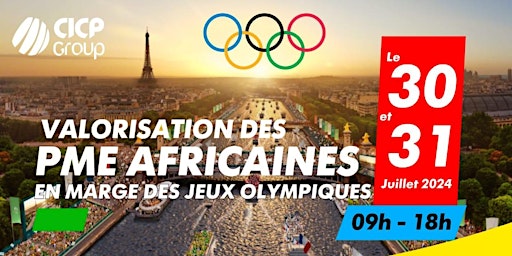 CICP
Group
VALORISATION DES
PME AFRICAINES
EN MARGE DES JEUX OLYMPIQUES
Le
30
et
31
Juillet 2024
09h - 18h